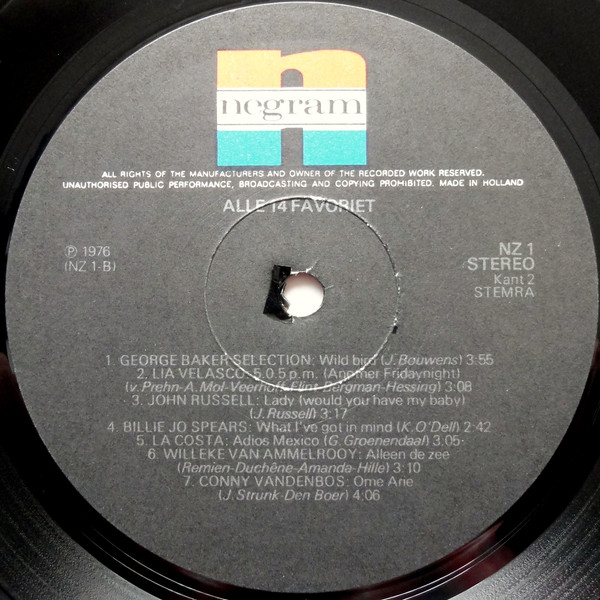 negram
ALL RIGHTS OF THE MANUFACTURERS AND OWNER OF THE RECORDED WORK RESERVED.
UNAUTHORISED PUBLIC PERFORMANCE, BROADCASTING AND COPYING PROHIBITED. MADE IN HOLLAND
ALLE 14 FAVORIET
℗ 1976
(NZ 1-B)
NZ 1
STEREO
Kant 2
STEMRA
1 GEORGE BAKER SELECTION: Wild bird (J. Bouwens) 3:55
2. LIA VELASCO: 5.0.5 p.m. (Another Fridaynight)
(v. Prehn-A. Mol-Veerhoff-Flint-Burgman-Hessing) 3:08
3. JOHN RUSSELL: Lady (would you have my baby)
(J. Russell) 3:17
4 BILLIE JO SPEARS: What I've got in mind (K. O'Dell) 2:42
5. LA COSTA: Adios Mexico (G. Groenendaal) 3.05
6 WILLEKE VAN AMMELROOY: Alleen de zee
(Remien-Duchêne-Amanda-Hille) 3:10
7. CONNY VANDENBOS: Ome Arie
(J. Strunk-Den Boer) 4:06